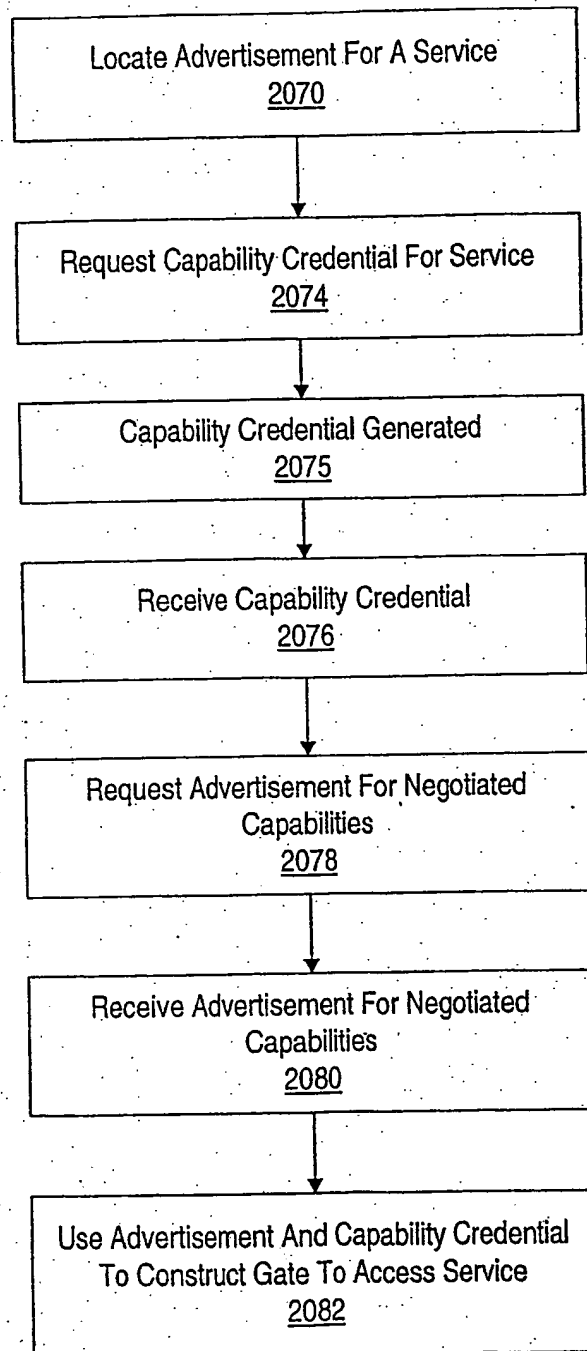 Locate Advertisement For A Service
2070
Request Capability Credential For Service
2074
Capability Credential Generated
2075
Receive Capability Credential
2076
Request Advertisement For Negotiated
Capabilities
2078
Receive Advertisement For Negotiated
Capabilities
2080
Use Advertisement And Capability Credential
To Construct Gate To Access Service
2082